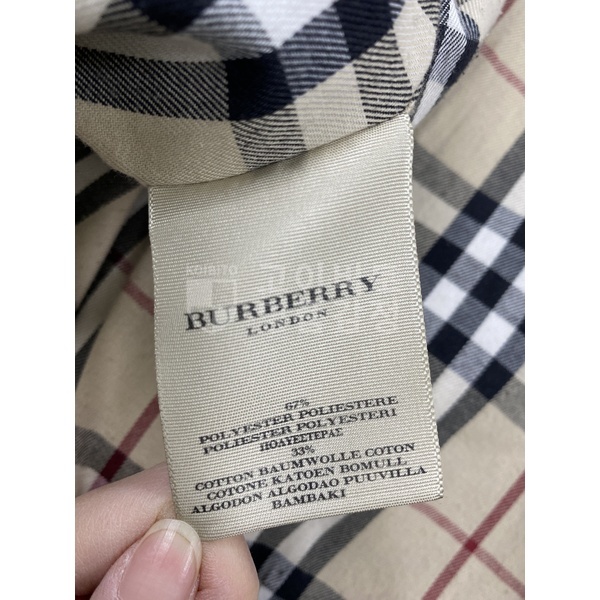 KOIBITO
BURBERRY
LONDON
67%
POLYESTER POLIESTERE
POLIESTER POLYESTERI
ΠΟΛΥΕΣΤΕΡΑΣ
33%
COTTON BAUMWOLLE COTON
COTONE KATOEN BOMULL
ALGODON ALGODAO PUUVILLA
BAMBAKI